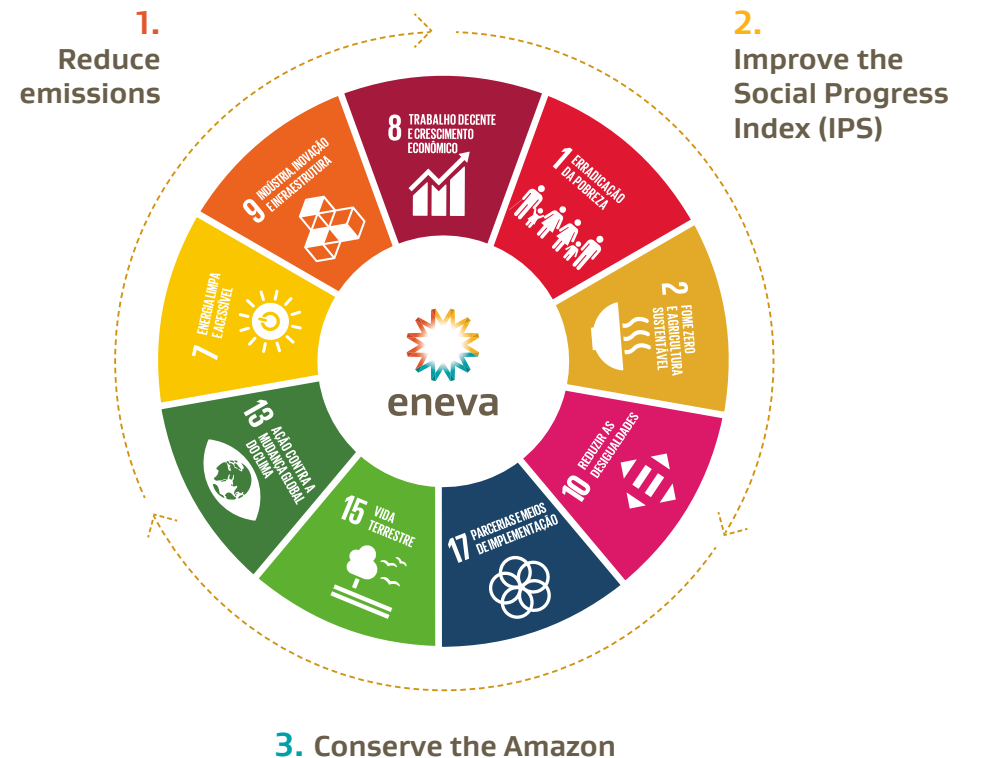 1.
Reduce
emissions
2.
Improve the
Social Progress
Index (IPS)
8
TRABALHO DECENTE
E CRESCIMENTO
ECONÔMICO
1
ERRADICAÇÃO
DA POBREZA
2
FOME ZERO
E AGRICULTURA
SUSTENTÁVEL
10
REDUZIR AS
DESIGUALDADES
17
PARCERIAS E MEIOS
DE IMPLEMENTAÇÃO
15
VIDA
TERRESTRE
13
AÇÃO CONTRA A
MUDANÇA GLOBAL
DO CLIMA
7
ENERGIA LIMPA
E ACESSÍVEL
9
INDÚSTRIA, INOVAÇÃO
E INFRAESTRUTURA
eneva
3. Conserve the Amazon